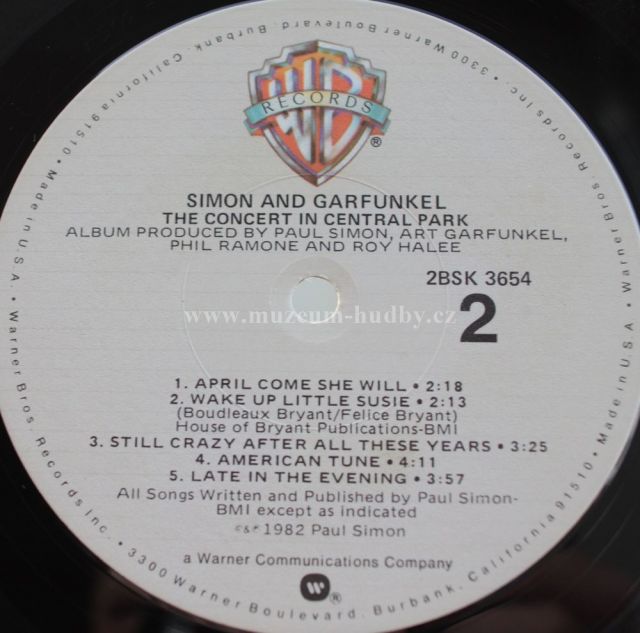 WB
RECORDS
®
SIMON AND GARFUNKEL
THE CONCERT IN CENTRAL PARK
ALBUM PRODUCED BY PAUL SIMON, ART GARFUNKEL,
PHIL RAMONE AND ROY HALEE
2BSK 3654
2
www.muzeum-hudby.cz
1. APRIL COME SHE WILL • 2:18
2. WAKE UP LITTLE SUSIE • 2:13
(Boudleaux Bryant/Felice Bryant)
House of Bryant Publications-BMI
3. STILL CRAZY AFTER ALL THESE YEARS • 3:25
4. AMERICAN TUNE • 4:11
5. LATE IN THE EVENING • 3:57
All Songs Written and Published by Paul Simon-
BMI except as indicated
©&℗ 1982 Paul Simon
a Warner Communications Company
W®
Warner Bros. Records Inc. • 3300 Warner Boulevard, Burbank, California 91510 • Made in U.S.A. • Warner Bros. Records Inc. • 3300 Warner Boulevard, Burbank, California 91510 • Made in U.S.A. •